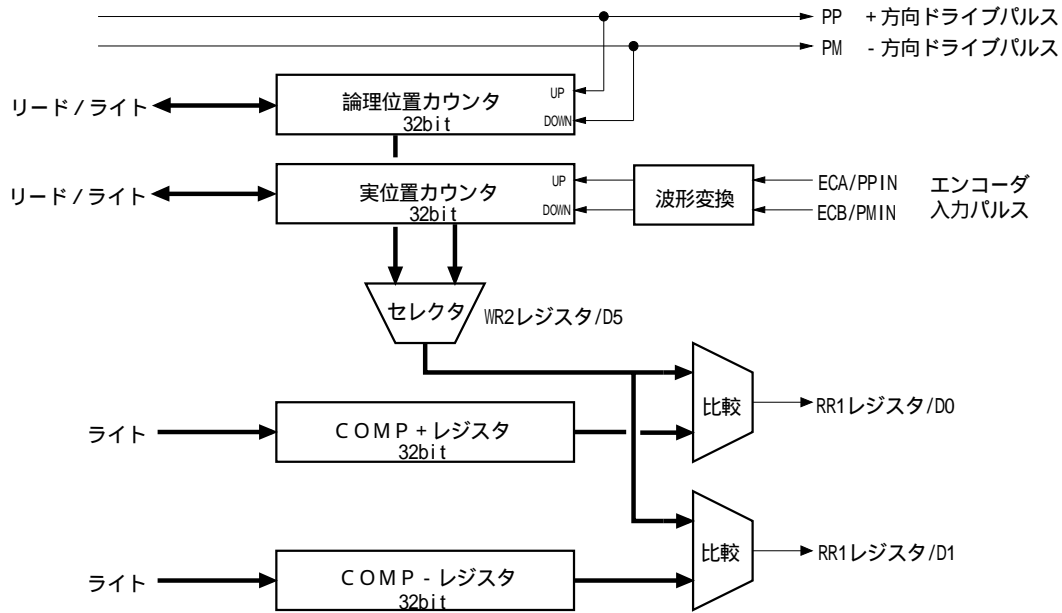 PP +方向ドライブパルス
PM -方向ドライブパルス
リード/ライト
論理位置カウンタ
32bit
UP
DOWN
リード/ライト
実位置カウンタ
32bit
UP
DOWN
波形変換
ECA/PPIN
ECB/PMIN
エンコーダ
入力パルス
セレクタ
WR2レジスタ/D5
比較
RR1レジスタ/D0
ライト
COMP+レジスタ
32bit
比較
RR1レジスタ/D1
ライト
COMP-レジスタ
32bit